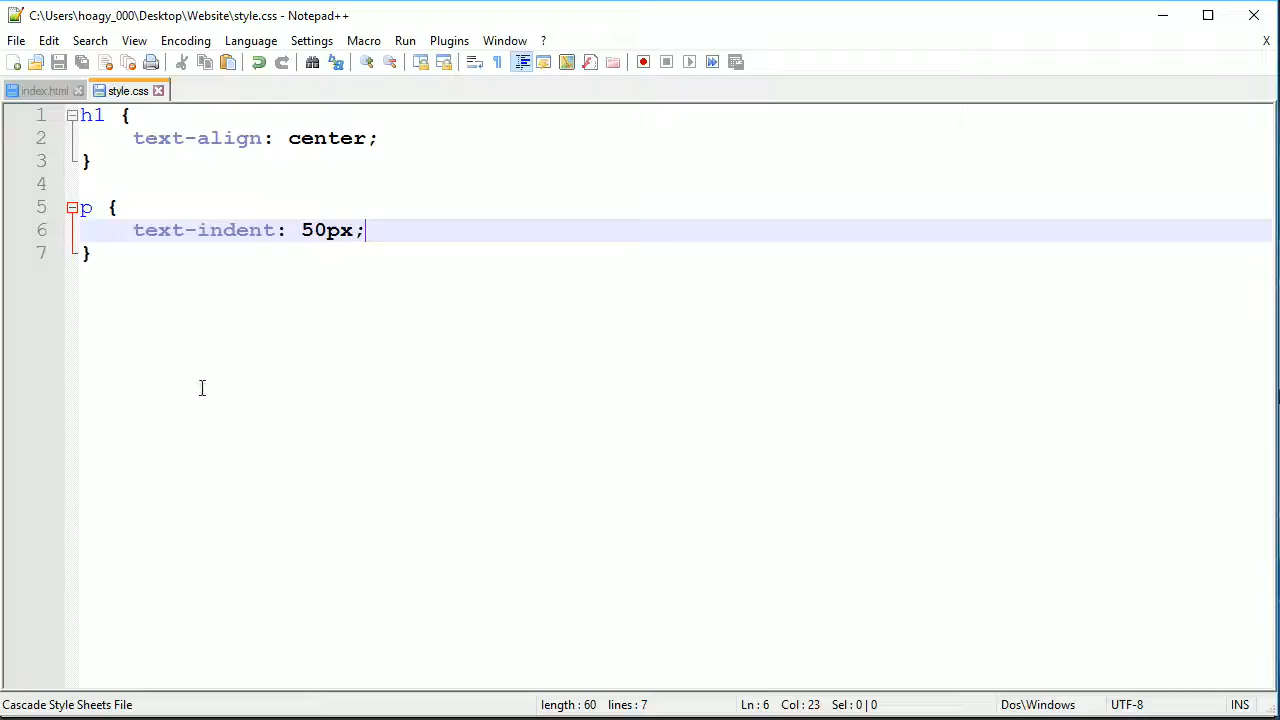 C:\Users\hoagy_000\Desktop\Website\style.css - Notepad++
File Edit Search View Encoding Language Settings Macro Run Plugins Window ? X
index.html style.css
1 h1 {
2 text-align: center;
3 }
4
5 p {
6 text-indent: 50px;
7 }
Cascade Style Sheets File length : 60 lines : 7 Ln : 6 Col : 23 Sel : 0 | 0 Dos\Windows UTF-8 INS